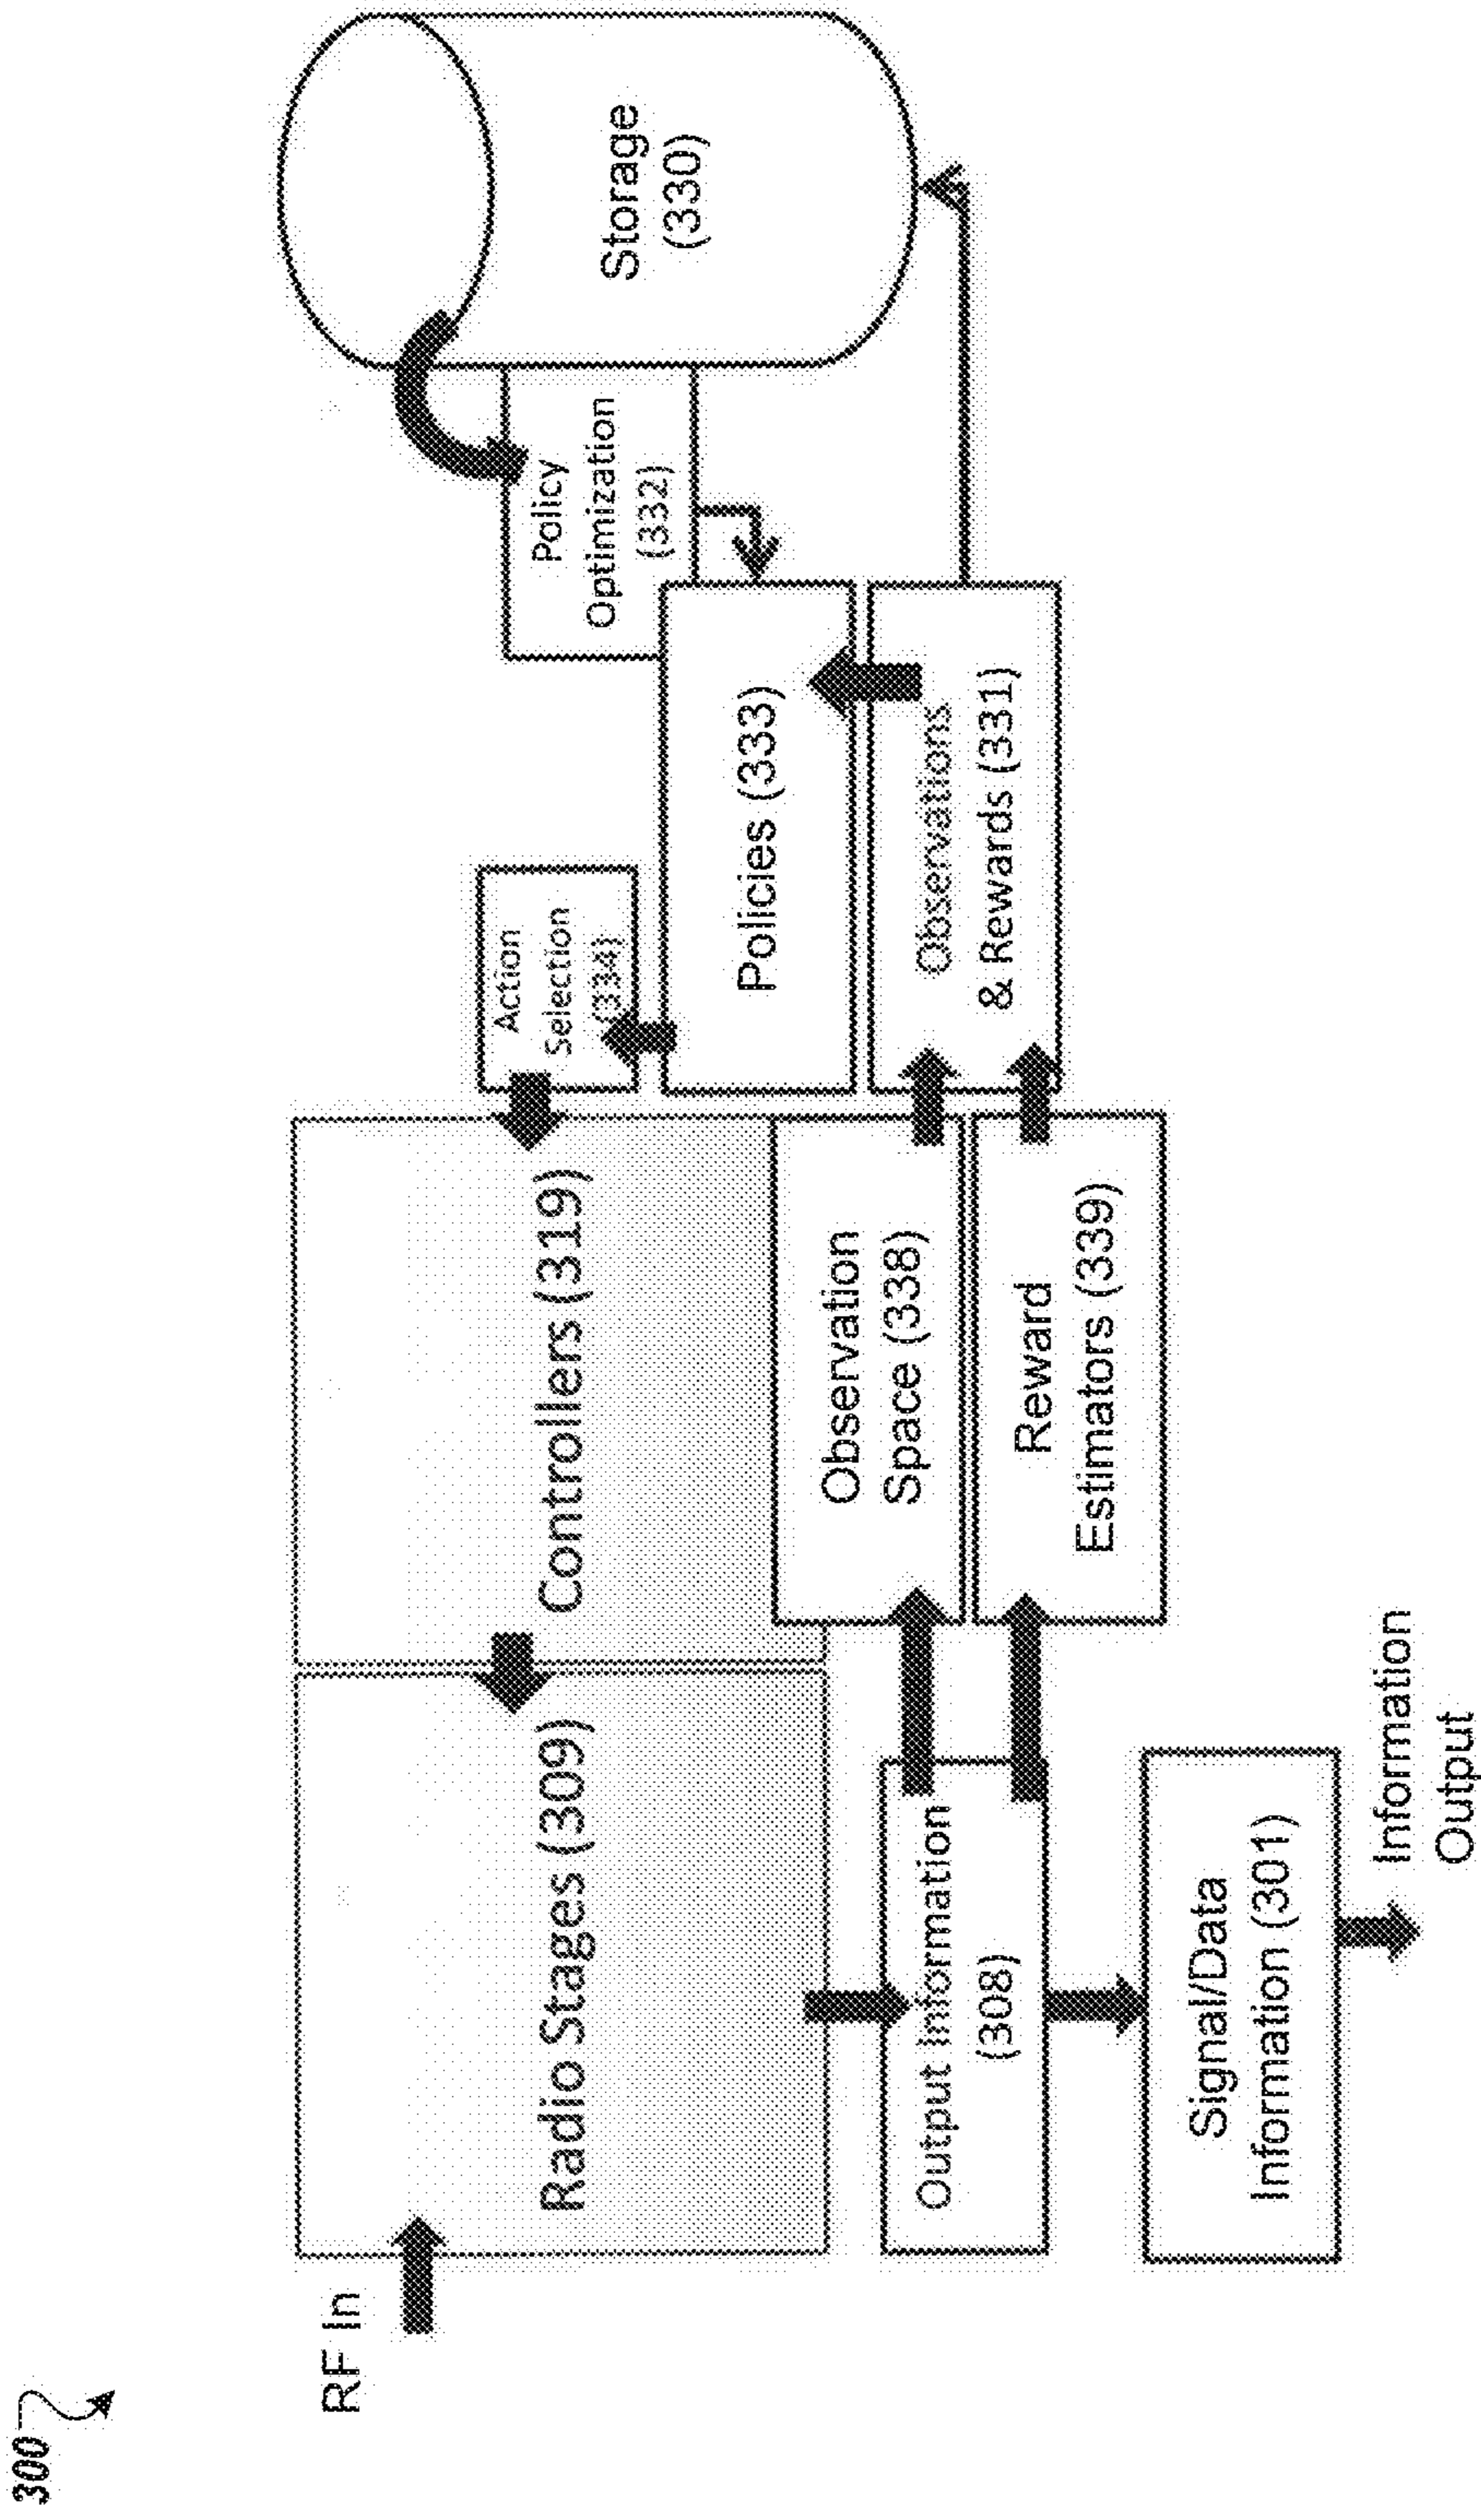 300
RF In
Radio Stages (309)
Controllers (319)
Action
Selection
(334)
Policy
Optimization
(332)
Storage
(330)
Policies (333)
Observations
& Rewards (331)
Observation
Space (338)
Reward
Estimators (339)
Output Information
(308)
Signal/Data
Information (301)
Information
Output